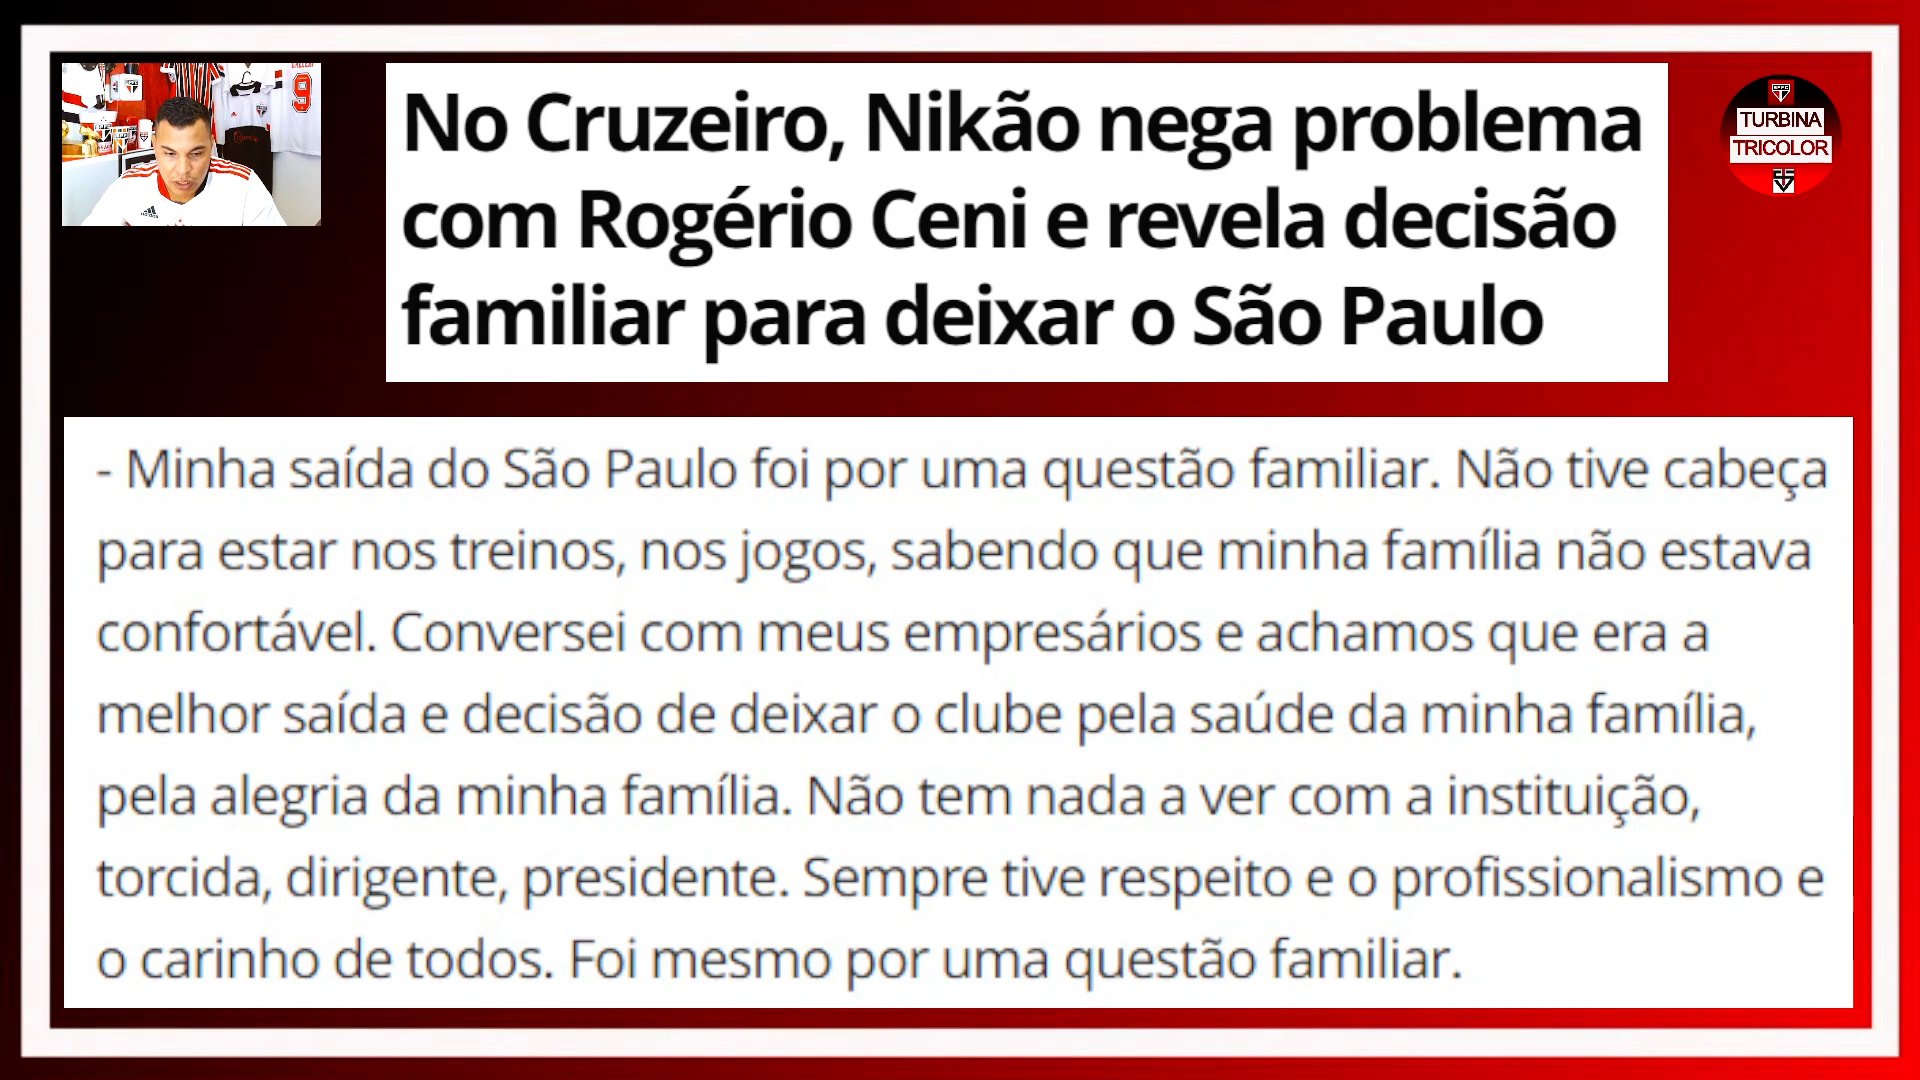 No Cruzeiro, Nikão nega problema
com Rogério Ceni e revela decisão
familiar para deixar o São Paulo
TURBINA
TRICOLOR
9
- Minha saída do São Paulo foi por uma questão familiar. Não tive cabeça
para estar nos treinos, nos jogos, sabendo que minha família não estava
confortável. Conversei com meus empresários e achamos que era a
melhor saída e decisão de deixar o clube pela saúde da minha família,
pela alegria da minha família. Não tem nada a ver com a instituição,
torcida, dirigente, presidente. Sempre tive respeito e o profissionalismo e
o carinho de todos. Foi mesmo por uma questão familiar.